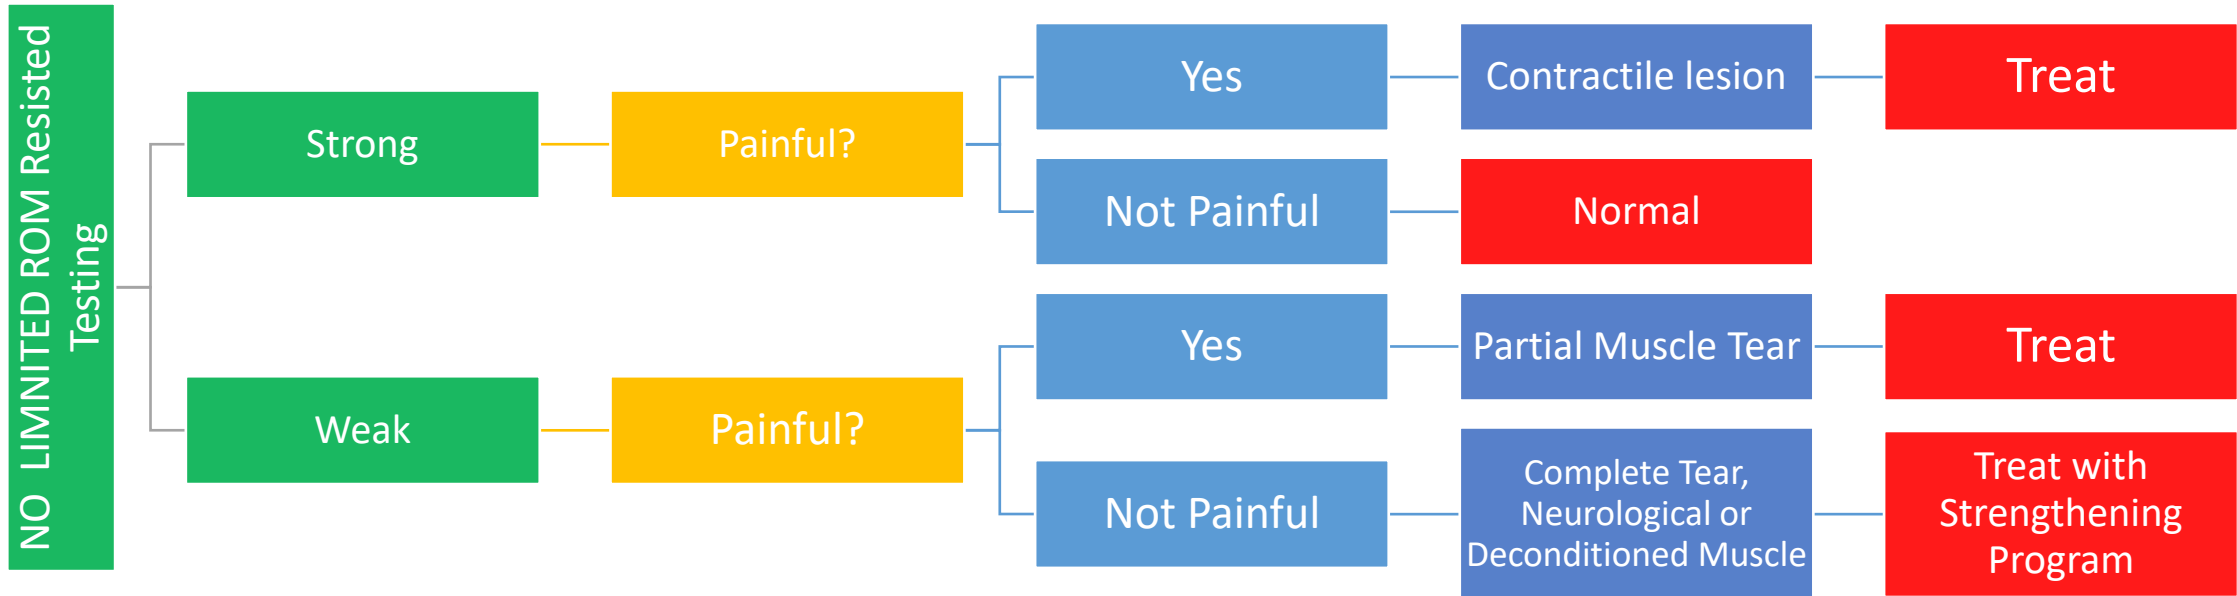 NO LIMNITED ROM Resisted
Testing
Strong
Painful?
Yes
Contractile lesion
Treat
Not Painful
Normal
Weak
Painful?
Yes
Partial Muscle Tear
Treat
Not Painful
Complete Tear,
Neurological or
Deconditioned Muscle
Treat with
Strengthening
Program